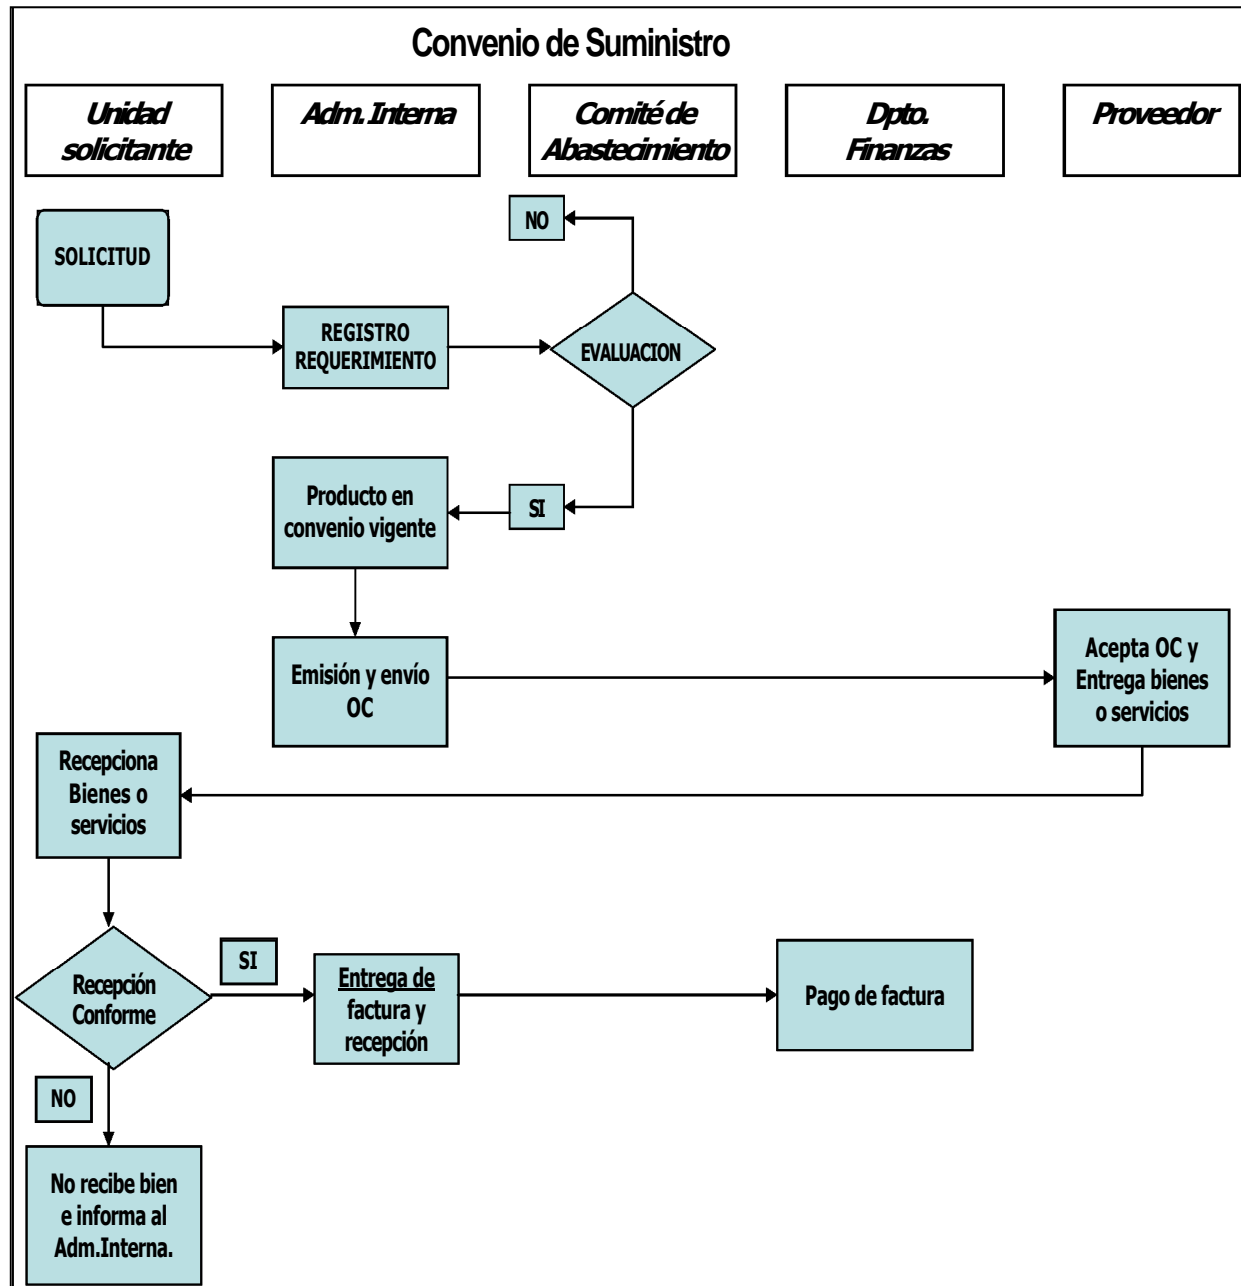 Convenio de Suministro
Unidad
solicitante
Adm. Interna
Comité de
Abastecimiento
Dpto.
Finanzas
Proveedor
NO
SOLICITUD
REGISTRO
REQUERIMIENTO
EVALUACION
Producto en
convenio vigente
SI
Emisión y envío
OC
Acepta OC y
Entrega bienes
o servicios
Recepciona
Bienes o
servicios
SI
Recepción
Conforme
Entrega de
factura y
recepción
Pago de factura
NO
No recibe bien
e informa al
Adm.Interna.